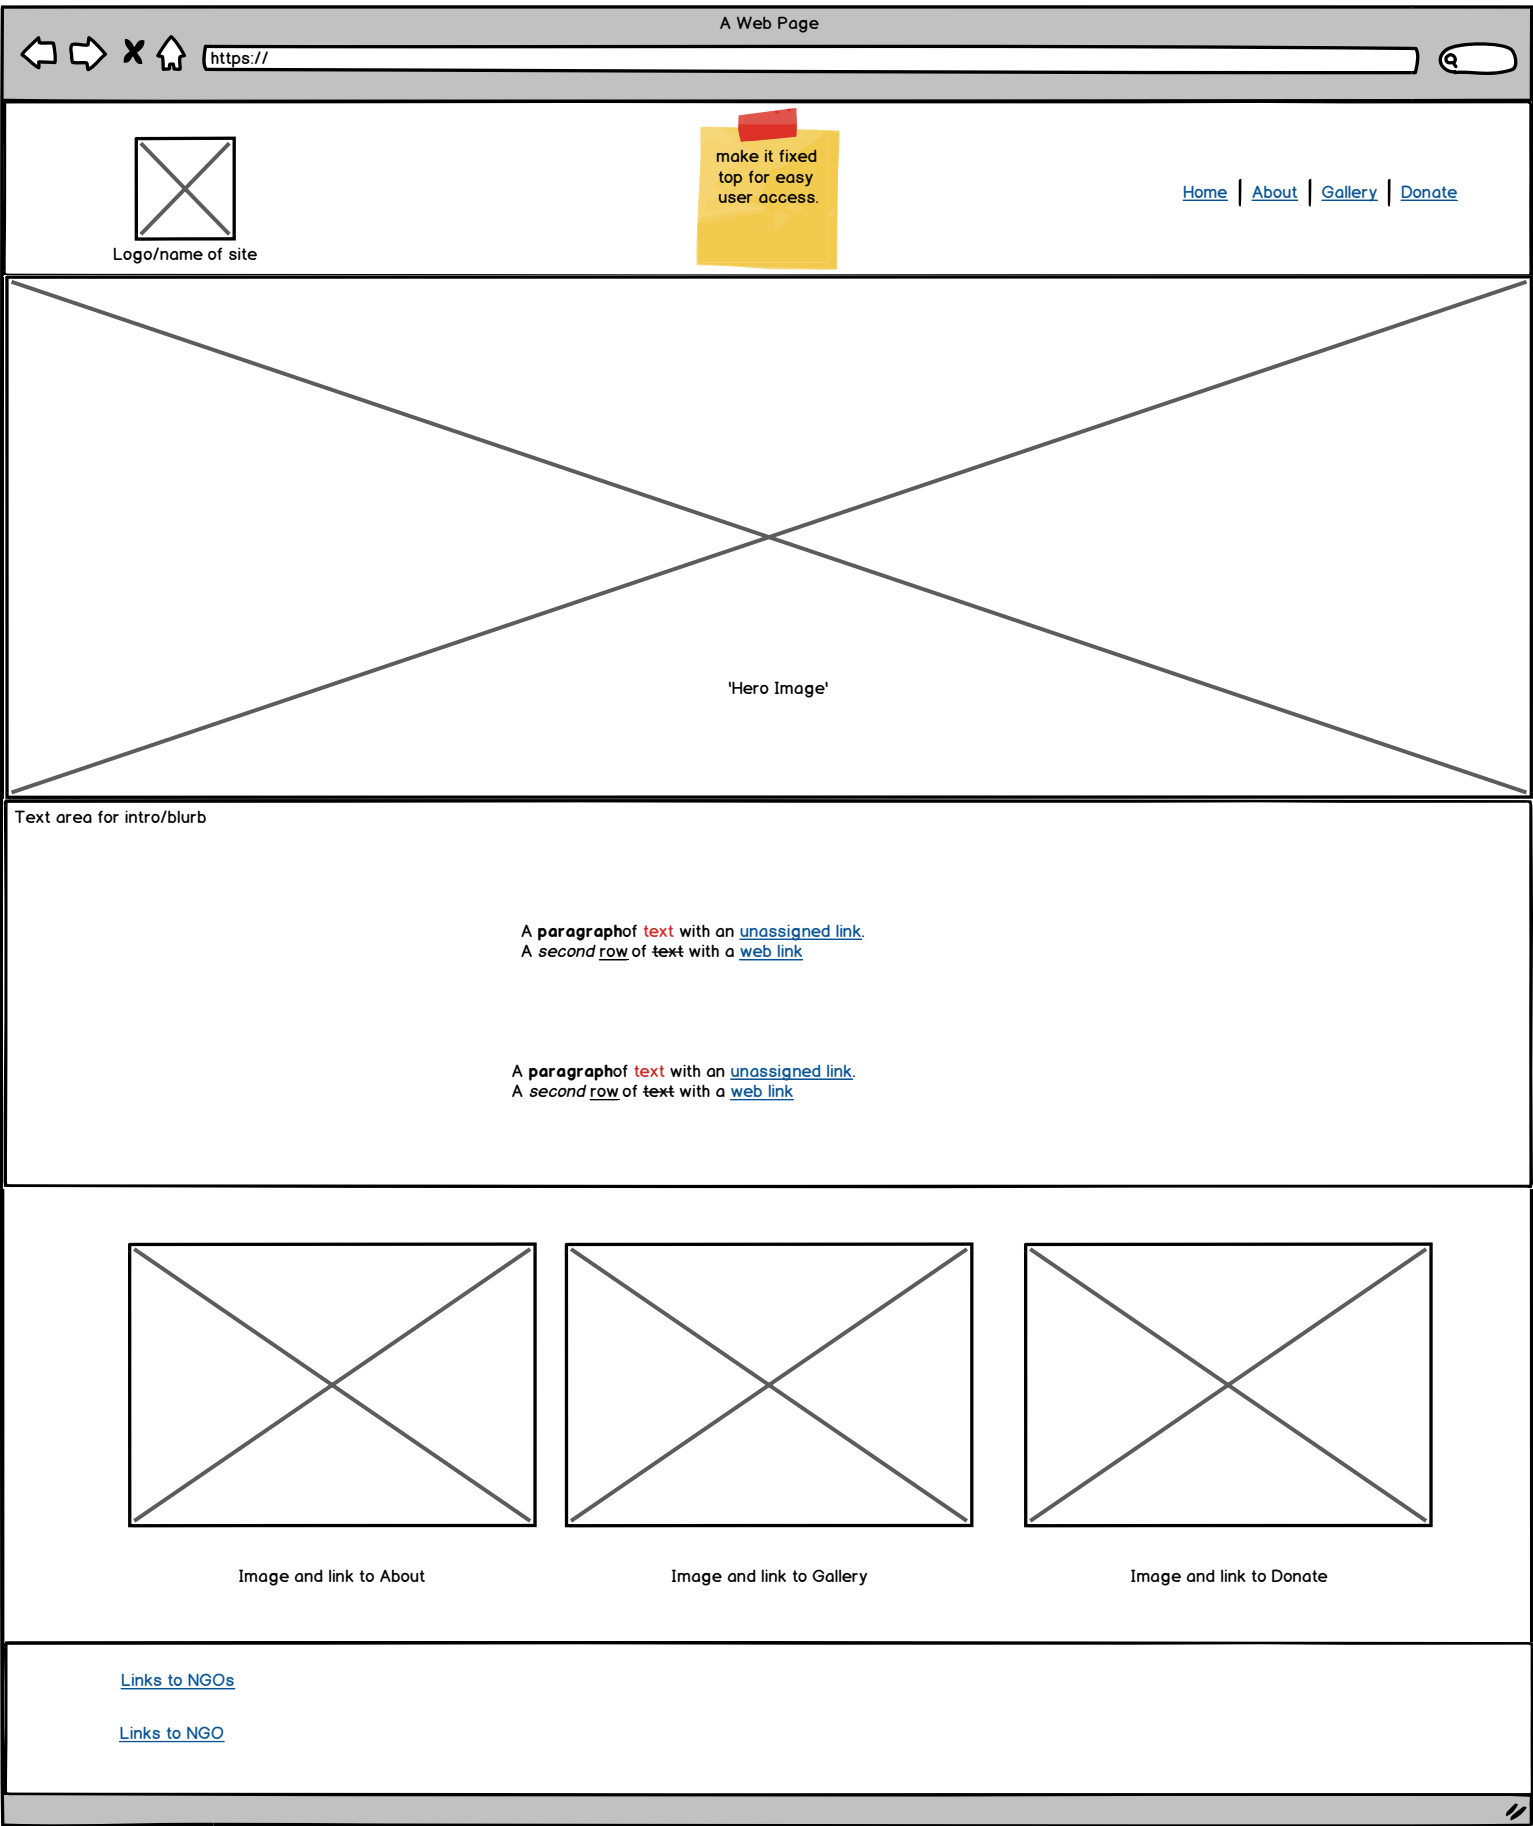 A Web Page
https://
make it fixed
top for easy
user access.
Home | About | Gallery | Donate
Logo/name of site
'Hero Image'
Text area for intro/blurb
A paragraphof text with an unassigned link.
A second row of text with a web link
A paragraphof text with an unassigned link.
A second row of text with a web link
Image and link to About
Image and link to Gallery
Image and link to Donate
Links to NGOs
Links to NGO